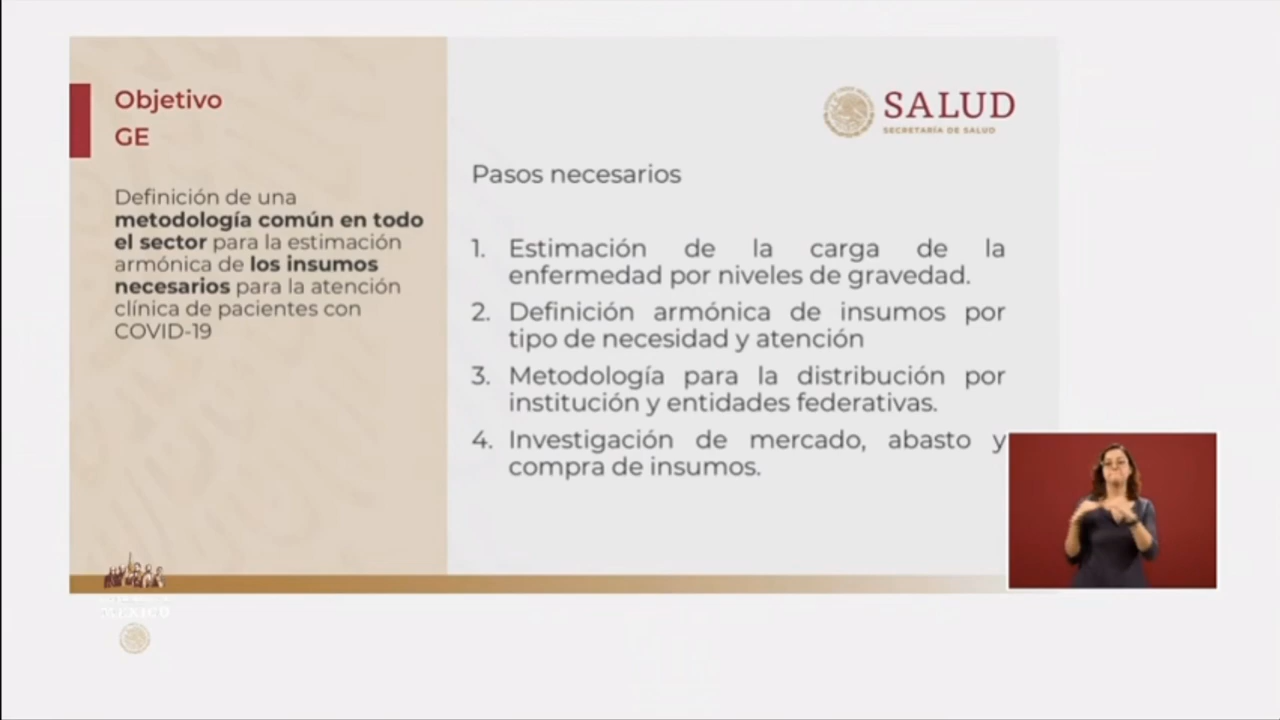 Objetivo
GE
Definición de una
metodología común en todo
el sector para la estimación
armónica de los insumos
necesarios para la atención
clínica de pacientes con
COVID-19
SALUD
SECRETARÍA DE SALUD
Pasos necesarios
1. Estimación de la carga de la
enfermedad por niveles de gravedad.
2. Definición armónica de insumos por
tipo de necesidad y atención
3. Metodología para la distribución por
institución y entidades federativas.
4. Investigación de mercado, abasto y
compra de insumos.
MÉXICO